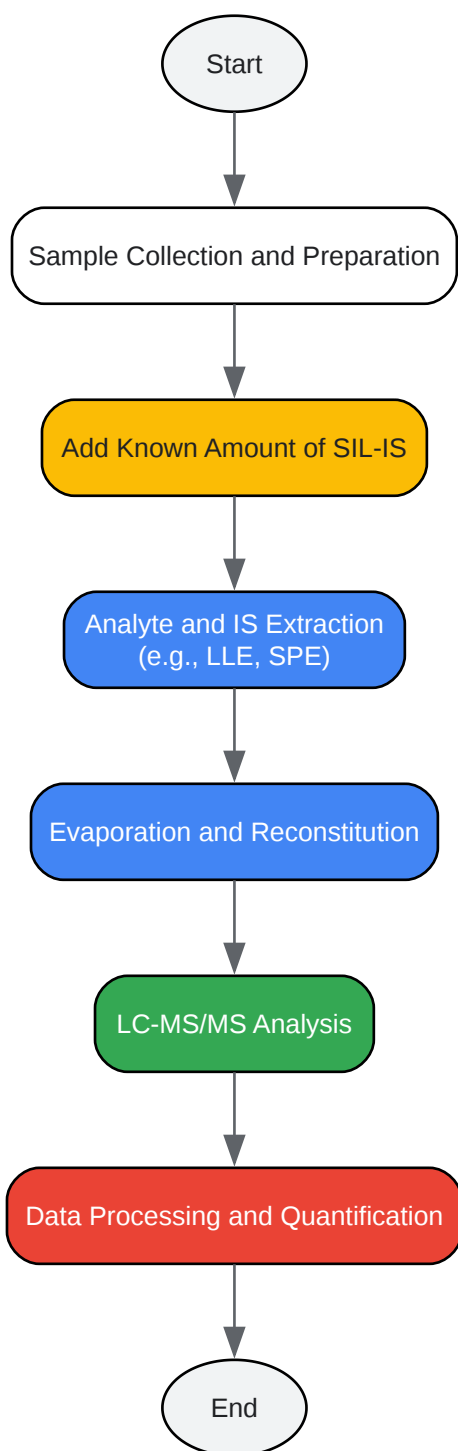 Start
Sample Collection and Preparation
Add Known Amount of SIL-IS
Analyte and IS Extraction
(e.g., LLE, SPE)
Evaporation and Reconstitution
LC-MS/MS Analysis
Data Processing and Quantification
End